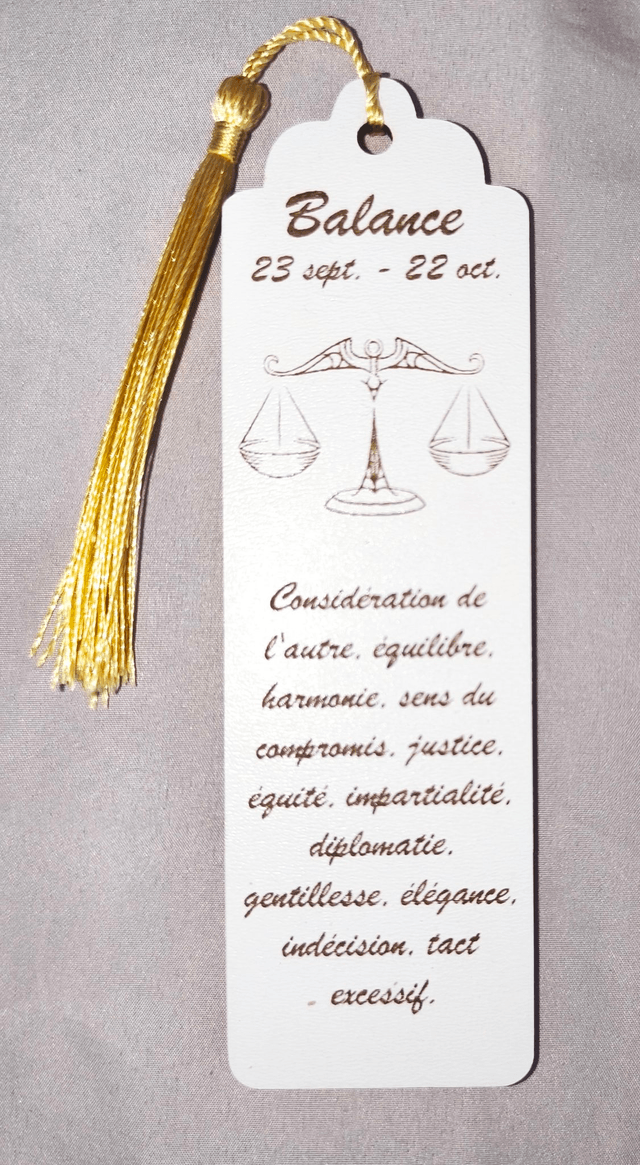 Balance
23 sept. - 22 oct.
Considération de
l'autre, équilibre,
harmonie, sens du
compromis, justice,
équité, impartialité,
diplomatie,
gentillesse, élégance,
indécision, tact
excessif.